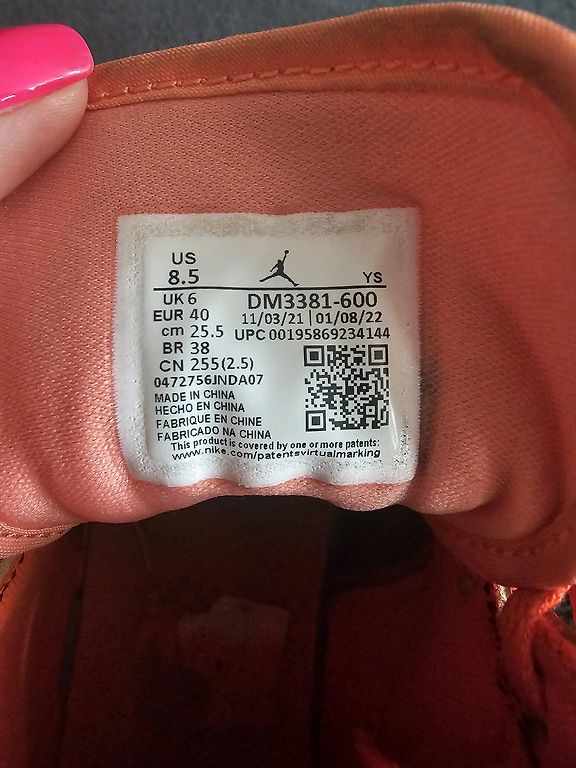 US
8.5 YS
UK 6 DM3381-600
EUR 40 11/03/21 | 01/08/22
cm 25.5 UPC 00195869234144
BR 38
CN 255(2.5)
0472756JNDA07
MADE IN CHINA
HECHO EN CHINA
FABRIQUE EN CHINE
FABRICADO NA CHINA
This product is covered by one or more patents:
www.nike.com/patentsvirtualmarking